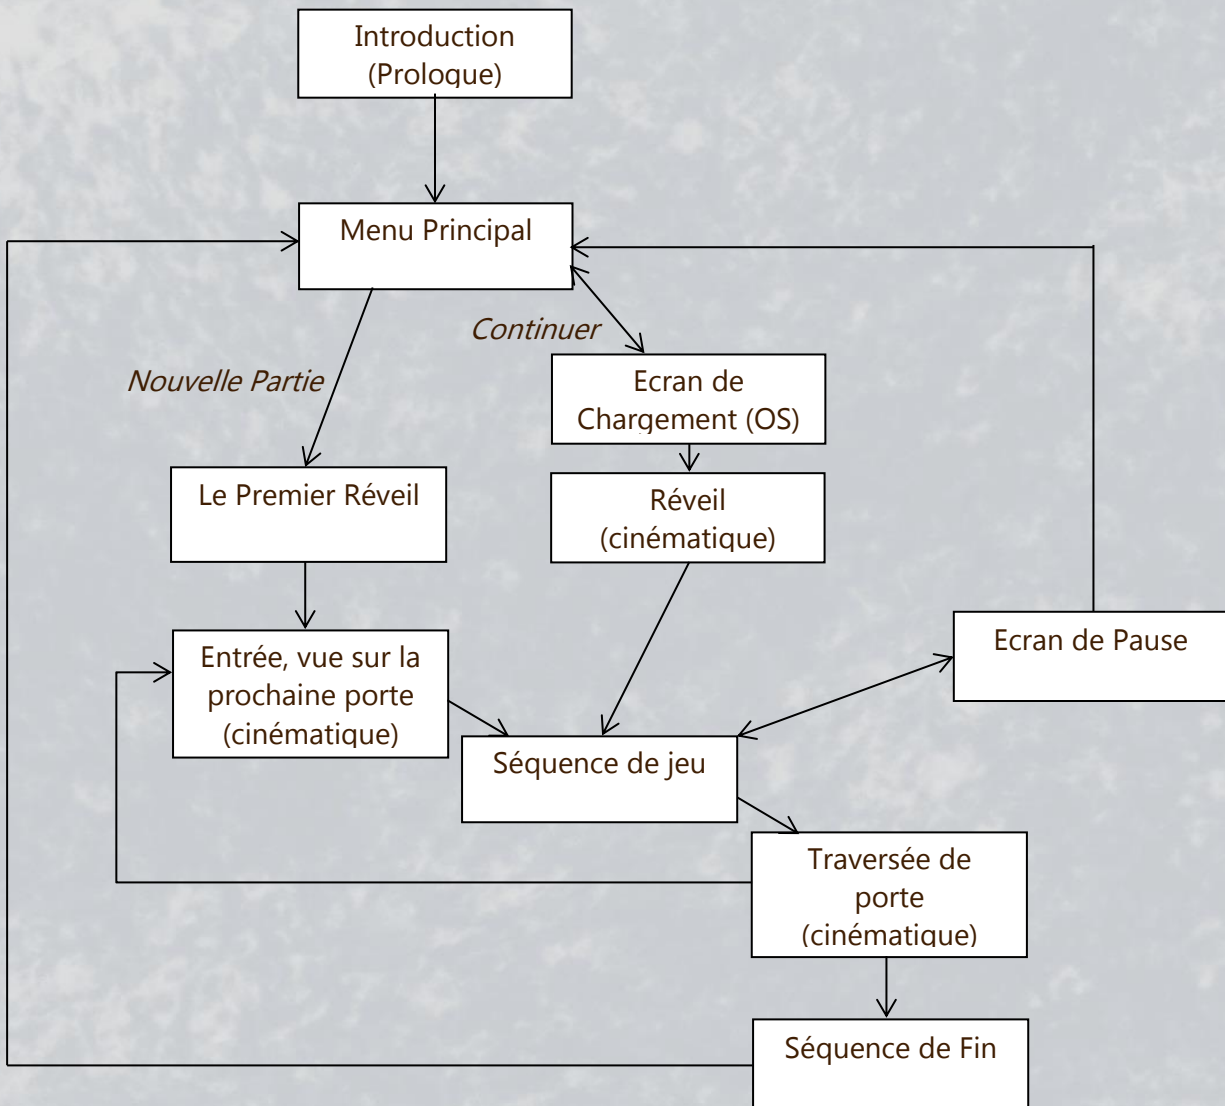 Introduction
(Prologue)
Menu Principal
Continuer
Nouvelle Partie
Ecran de
Chargement (OS)
Le Premier Réveil
Réveil
(cinématique)
Entrée, vue sur la
prochaine porte
(cinématique)
Ecran de Pause
Séquence de jeu
Traversée de
porte
(cinématique)
Séquence de Fin